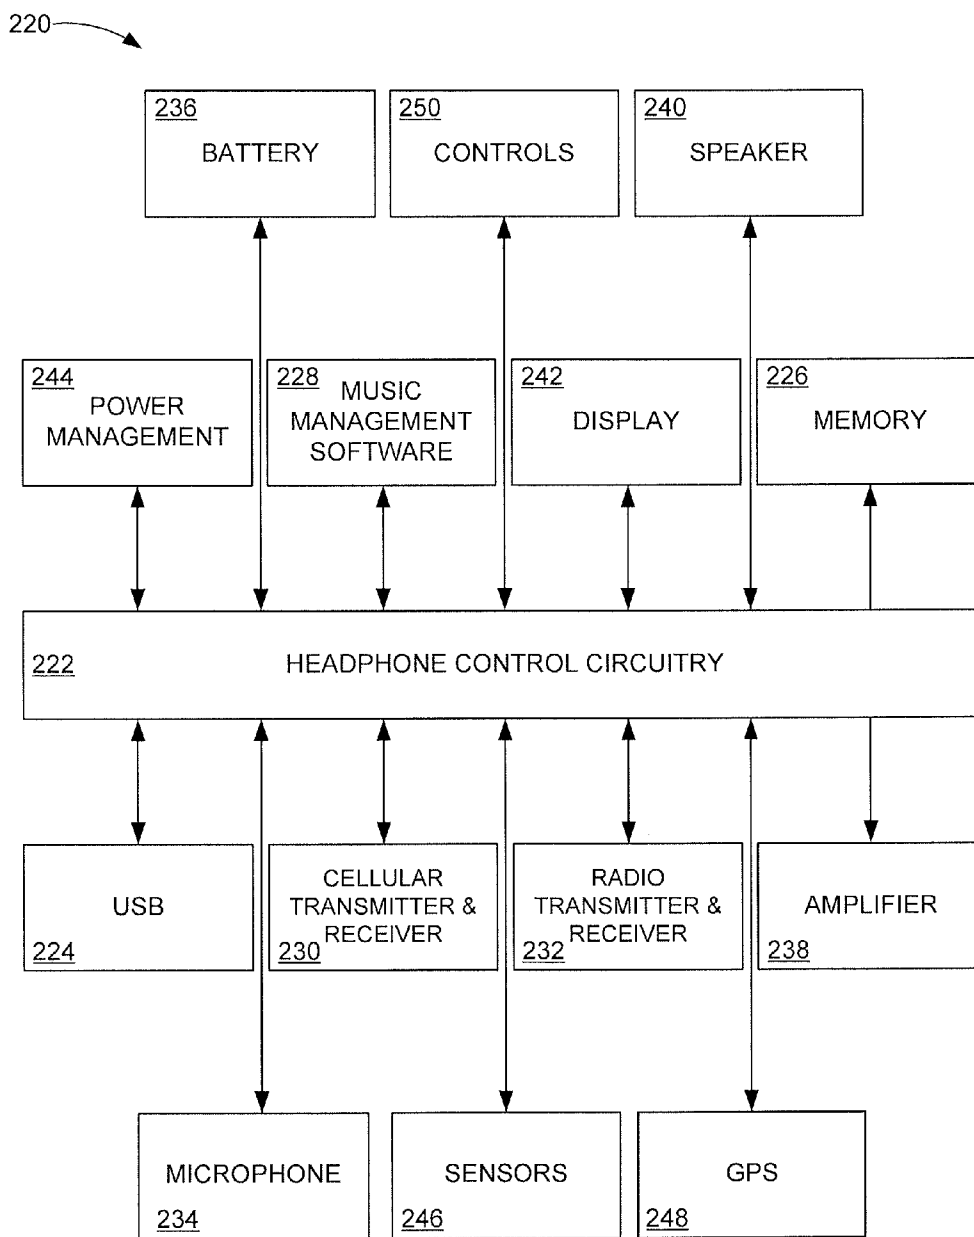 220
236
BATTERY
250
CONTROLS
240
SPEAKER
244
POWER
MANAGEMENT
228
MUSIC
MANAGEMENT
SOFTWARE
242
DISPLAY
226
MEMORY
222
HEADPHONE CONTROL CIRCUITRY
USB
224
CELLULAR
TRANSMITTER &
RECEIVER
230
RADIO
TRANSMITTER &
RECEIVER
232
AMPLIFIER
238
MICROPHONE
234
SENSORS
246
GPS
248